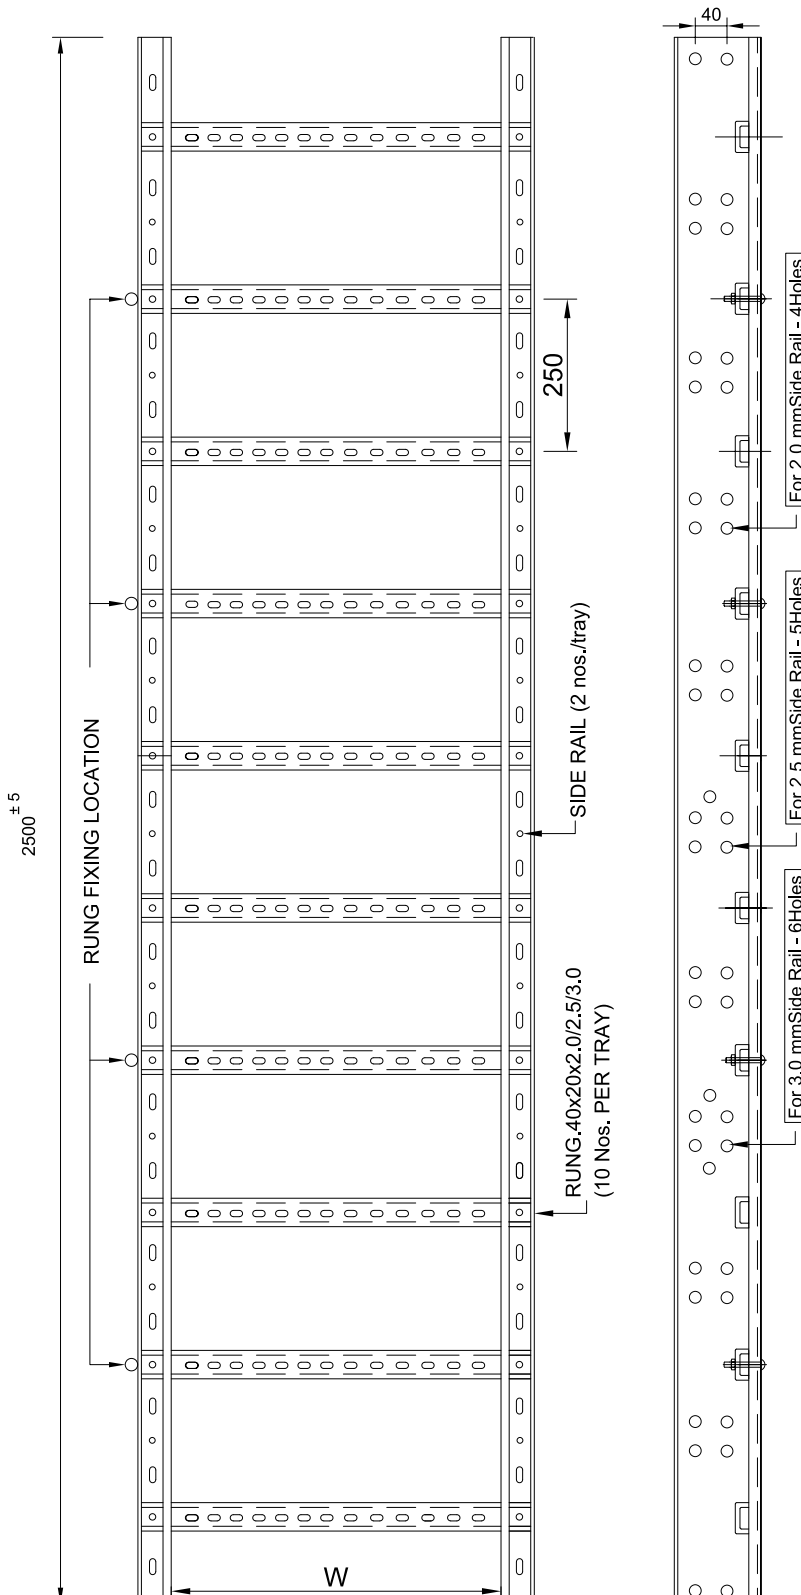 40
For 2.0 mmSide Rail - 4Holes
250
For 2.5 mmSide Rail - 5Holes
SIDE RAIL (2 nos./tray)
RUNG FIXING LOCATION
2500 ± 5
For 3.0 mmSide Rail - 6Holes
RUNG.40x20x2.0/2.5/3.0
(10 Nos. PER TRAY)
W